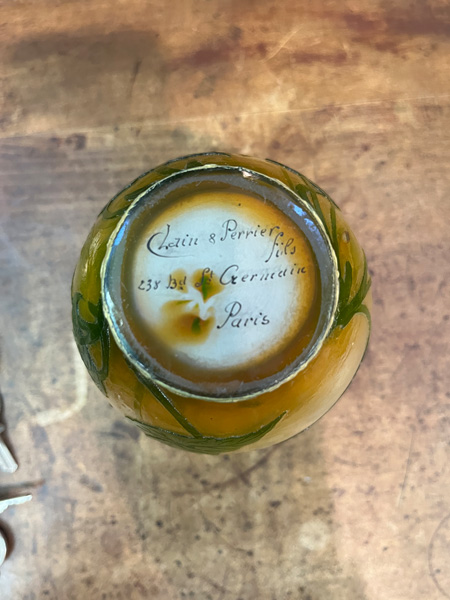 Clain & Perrier
fils
238 bd St Germain
Paris